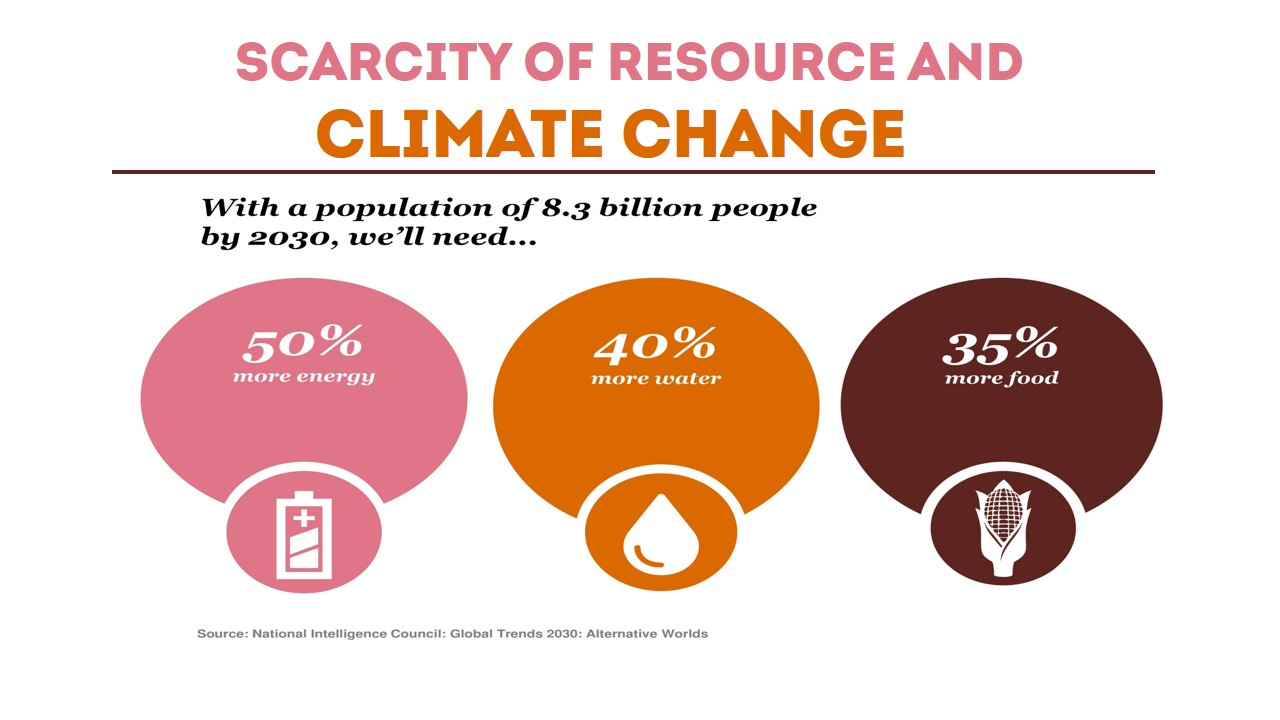 SCARCITY OF RESOURCE AND
CLIMATE CHANGE
With a population of 8.3 billion people
by 2030, we'll need...
50%
more energy
40%
more water
35%
more food
Source: National Intelligence Council: Global Trends 2030: Alternative Worlds